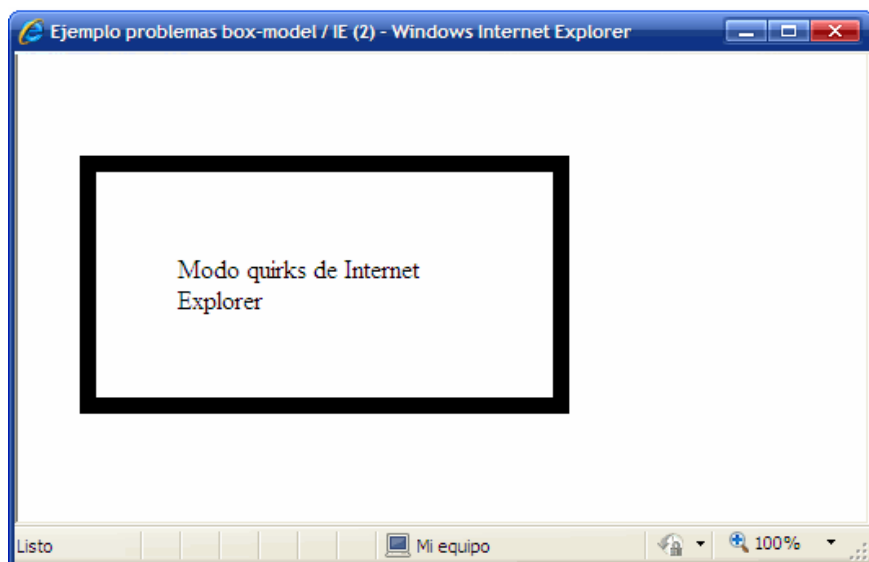 Ejemplo problemas box-model / IE (2) - Windows Internet Explorer
Modo quirks de Internet
Explorer
Listo
Mi equipo
100%